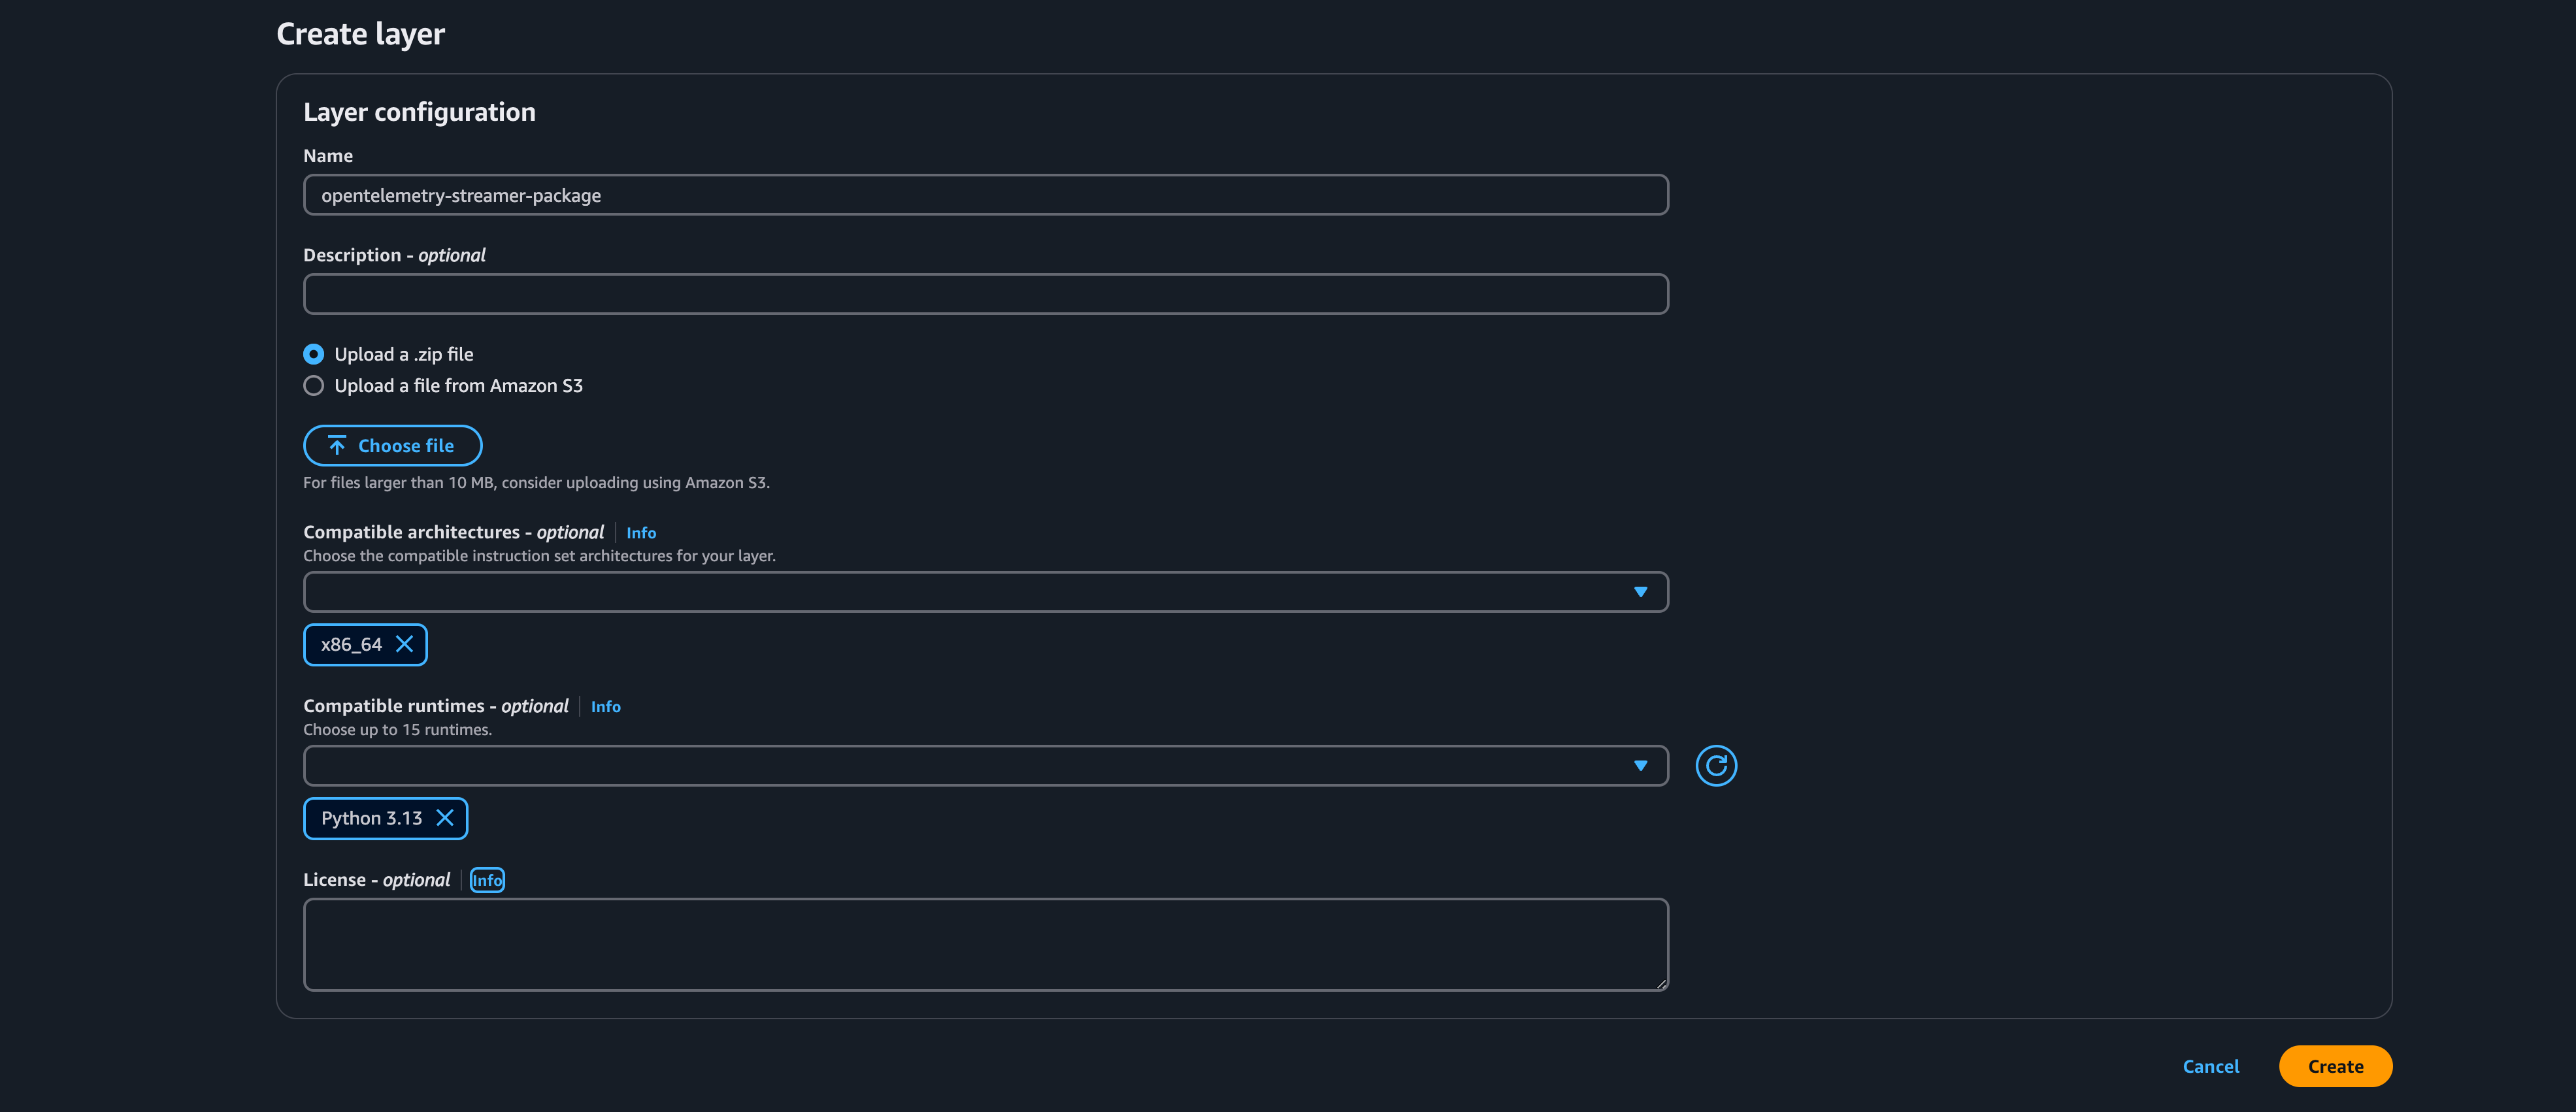 Create layer
Layer configuration
Name
opentelemetry-streamer-package
Description - optional
Upload a .zip file
Upload a file from Amazon S3
Choose file
For files larger than 10 MB, consider uploading using Amazon S3.
Compatible architectures - optional Info
Choose the compatible instruction set architectures for your layer.
x86_64
Compatible runtimes - optional Info
Choose up to 15 runtimes.
Python 3.13
License - optional Info
Cancel Create